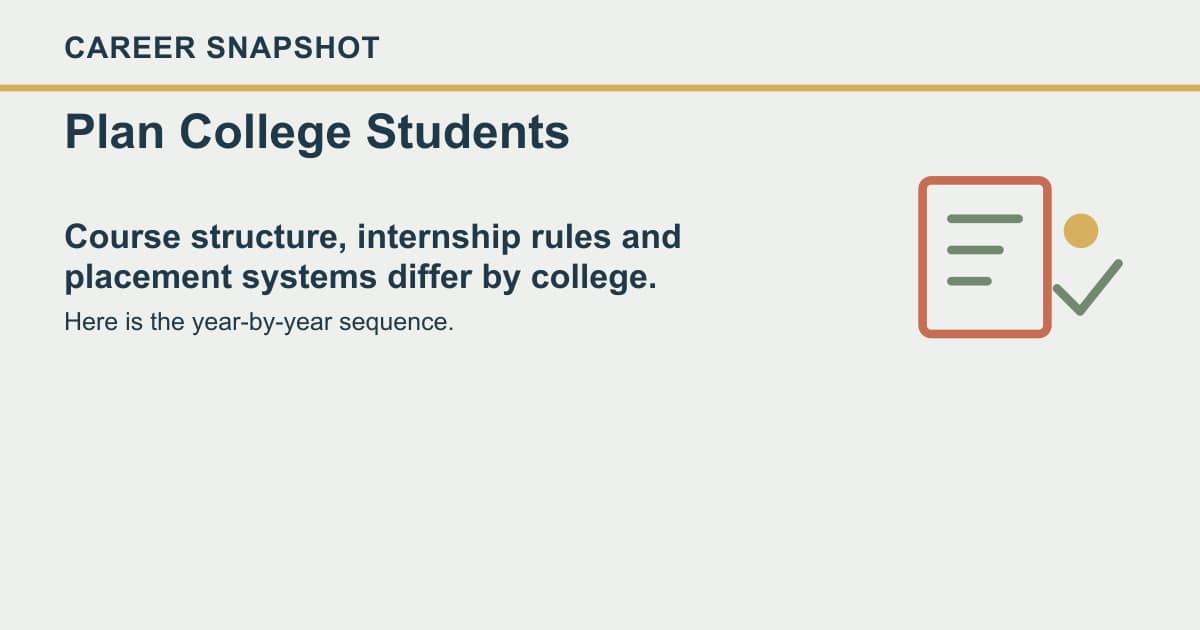 CAREER SNAPSHOT
Plan College Students
Course structure, internship rules and
placement systems differ by college.
Here is the year-by-year sequence.